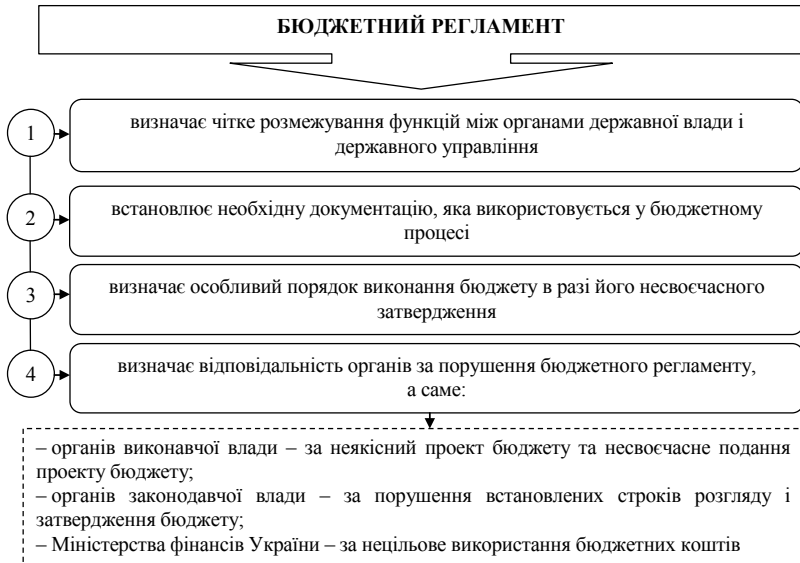 БЮДЖЕТНИЙ РЕГЛАМЕНТ
1
визначає чітке розмежування функцій між органами державної влади і
державного управління
2
встановлює необхідну документацію, яка використовується у бюджетному
процесі
3
визначає особливий порядок виконання бюджету в разі його несвоєчасного
затвердження
4
визначає відповідальність органів за порушення бюджетного регламенту,
а саме:
– органів виконавчої влади – за неякісний проект бюджету та несвоєчасне подання
проекту бюджету;
– органів законодавчої влади – за порушення встановлених строків розгляду і
затвердження бюджету;
– Міністерства фінансів України – за нецільове використання бюджетних коштів